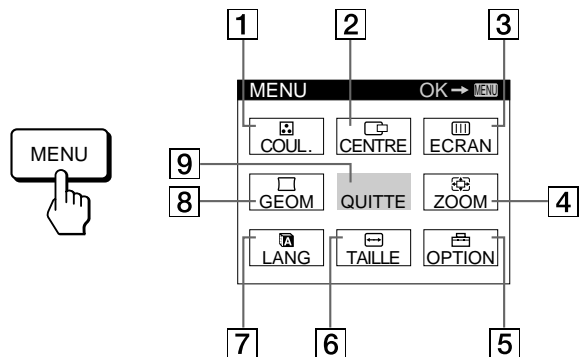 1 2 3
MENU OK → MENU
MENU
COUL. CENTRE ECRAN
9
8 GEOM QUITTE ZOOM 4
LANG TAILLE OPTION
7 6 5